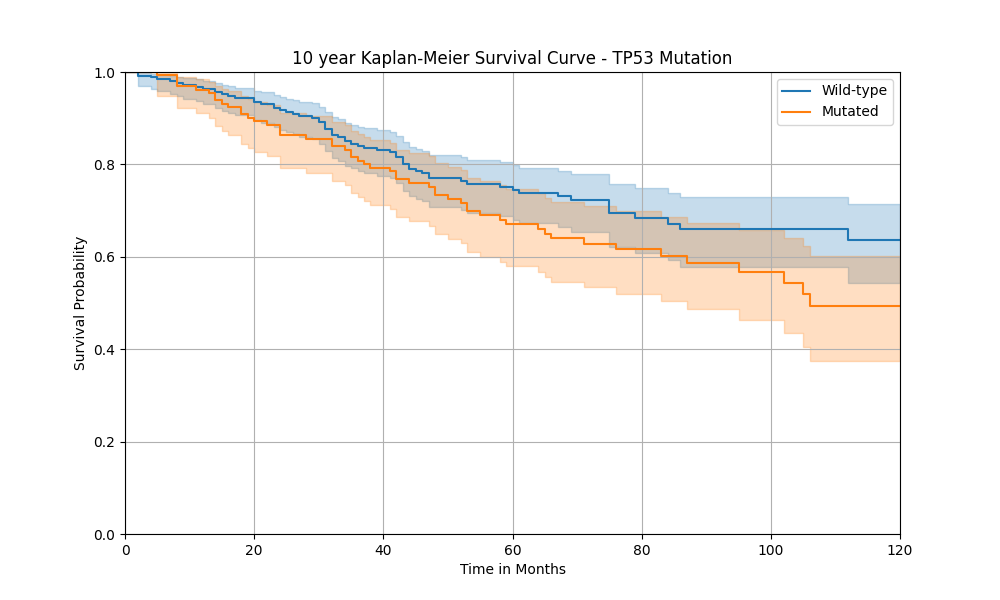 10 year Kaplan-Meier Survival Curve - TP53 Mutation
Wild-type
Mutated
Survival Probability
1.0
0.8
0.6
0.4
0.2
0.0
0 20 40 60 80 100 120
Time in Months